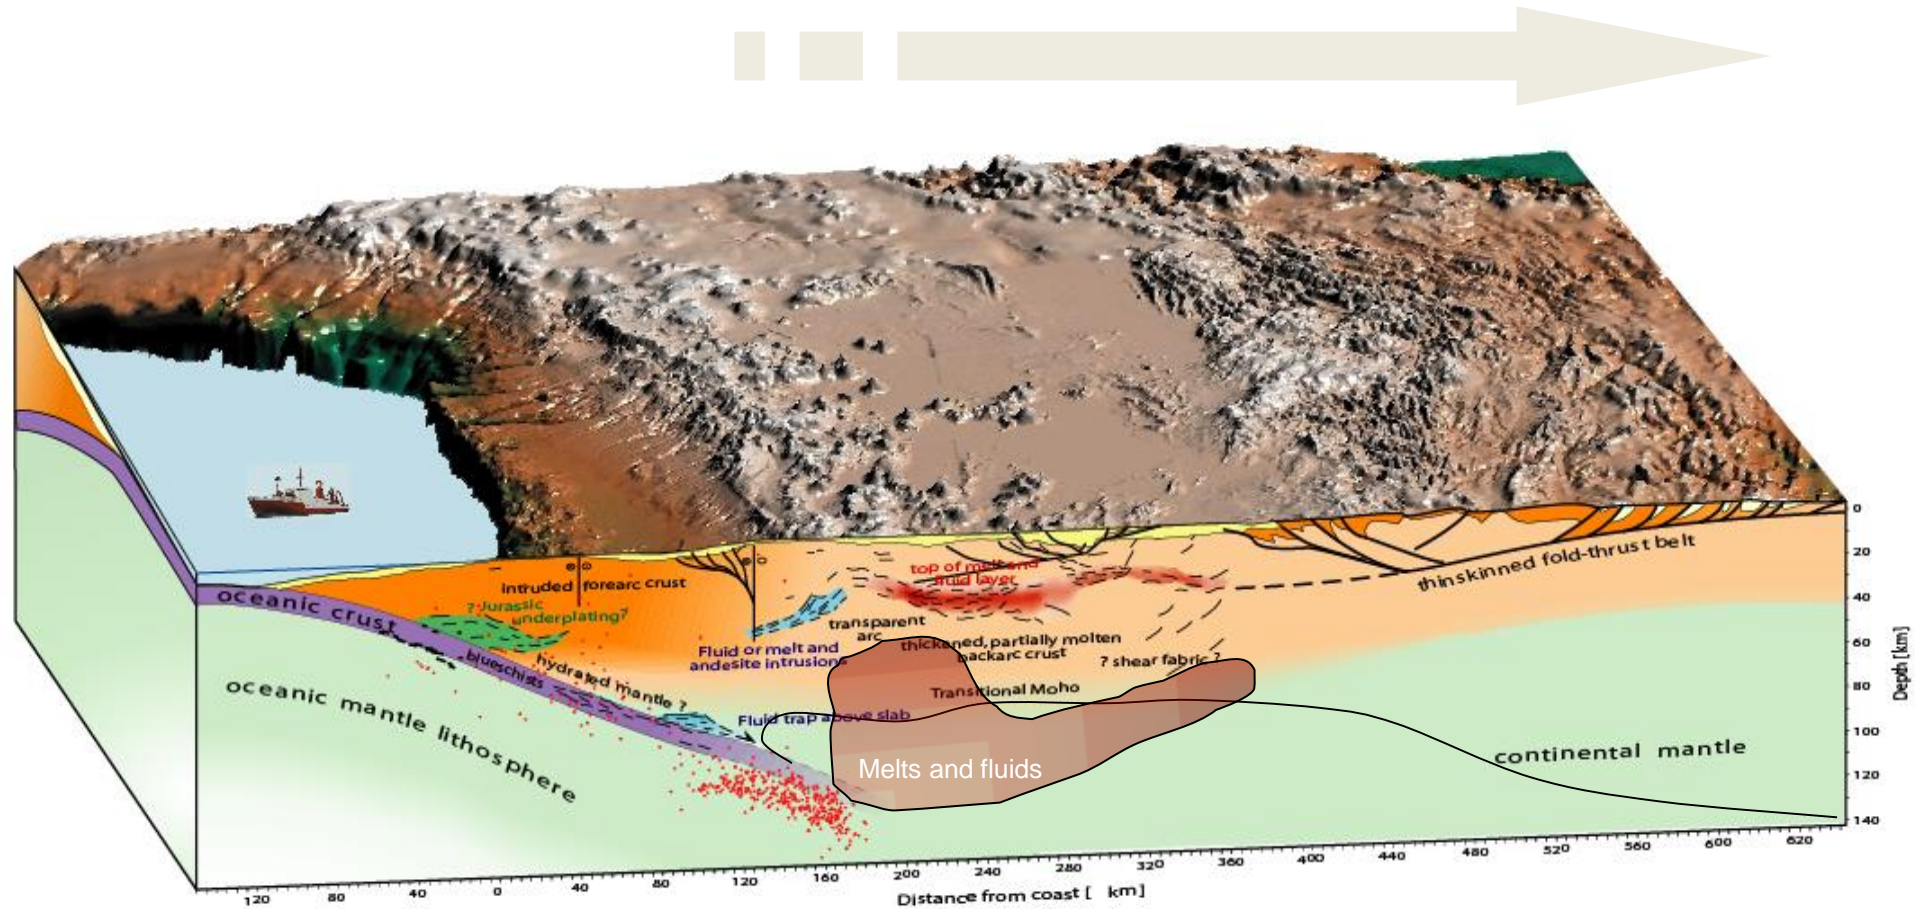 0
20
40
60
80
100
120
140
Depth [km]
top of melt and
fluid layer
thinskinned fold-thrust belt
intruded forearc crust
oceanic crust
? Jurassic
underplating?
transparent
arc
thickened, partially molten
backarc crust
Fluid or melt and
andesite intrusions
? shear fabric ?
blueschists
hydrated mantle ?
Transitional Moho
Fluid trap above slab
oceanic mantle lithosphere
Melts and fluids
continental mantle
120 80 40 0 40 80 120 160 200 240 280 320 360 400 440 480 520 560 600 620
Distance from coast [ km]